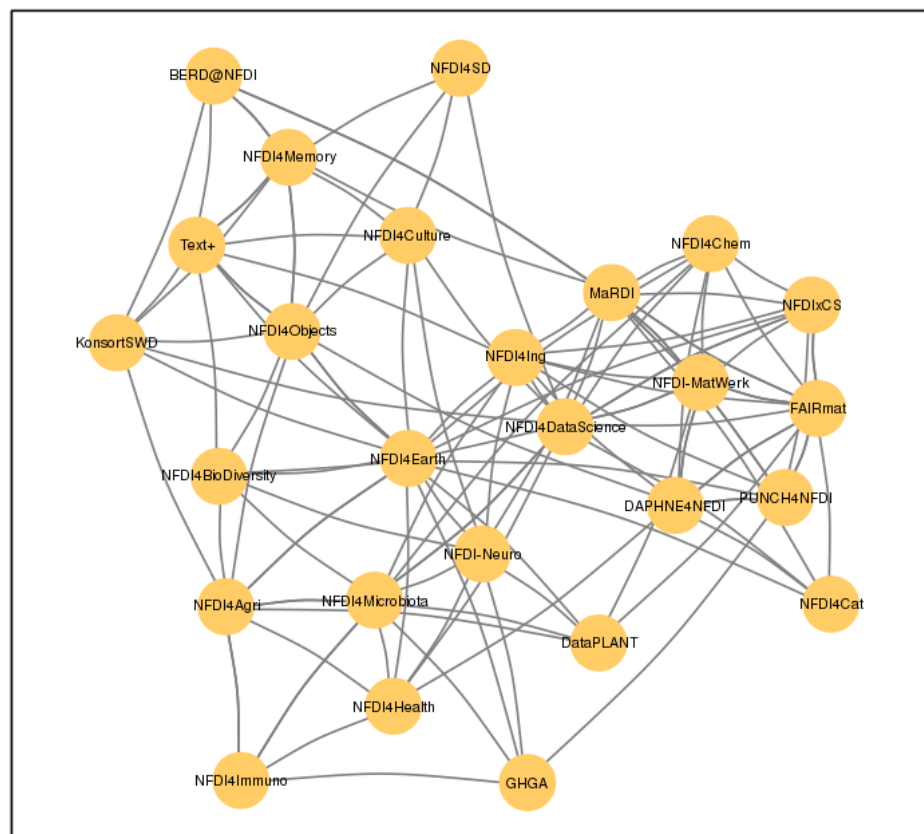 NFDI4SD
BERD@NFDI
NFDI4Memory
NFDI4Culture
NFDI4Chem
Text+
MaRDI
NFDIxCS
NFDI4Objects
KonsortSWD
NFDI4Ing
NFDI-MatWerk
FAIRmat
NFDI4DataScience
NFDI4Earth
NFDI4BioDiversity
PUNCH4NFDI
DAPHNE4NFDI
NFDI-Neuro
NFDI4Microbiota
NFDI4Agri
NFDI4Cat
DataPLANT
NFDI4Health
NFDI4Immuno
GHGA